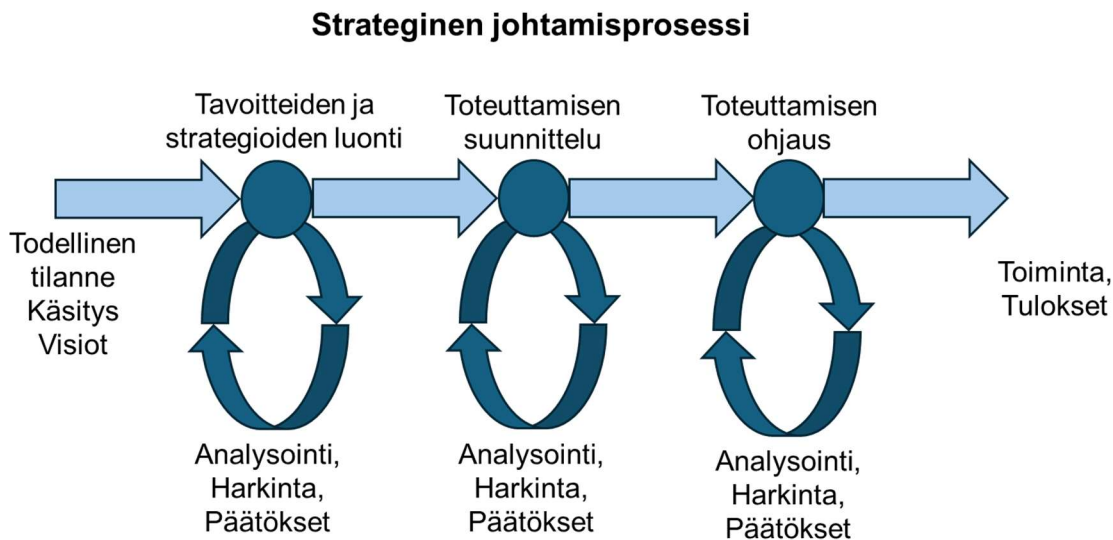 Strateginen johtamisprosessi
Tavoitteiden ja
strategioiden luonti
Toteuttamisen
suunnittelu
Toteuttamisen
ohjaus
Todellinen
tilanne
Käsitys
Visiot
Toiminta,
Tulokset
Analysointi,
Harkinta,
Päätökset
Analysointi,
Harkinta,
Päätökset
Analysointi,
Harkinta,
Päätökset